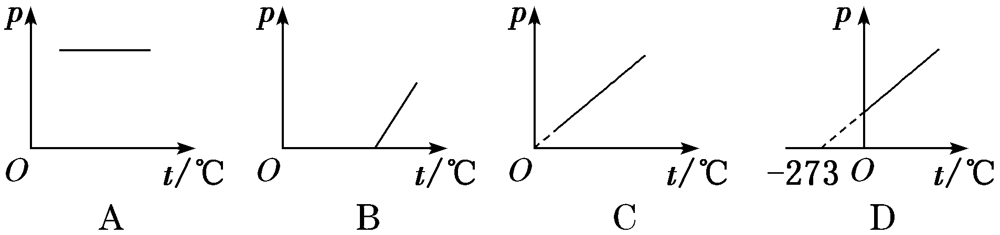 p p p p
O t/℃ O t/℃ O t/℃ -273 O t/℃
A B C D